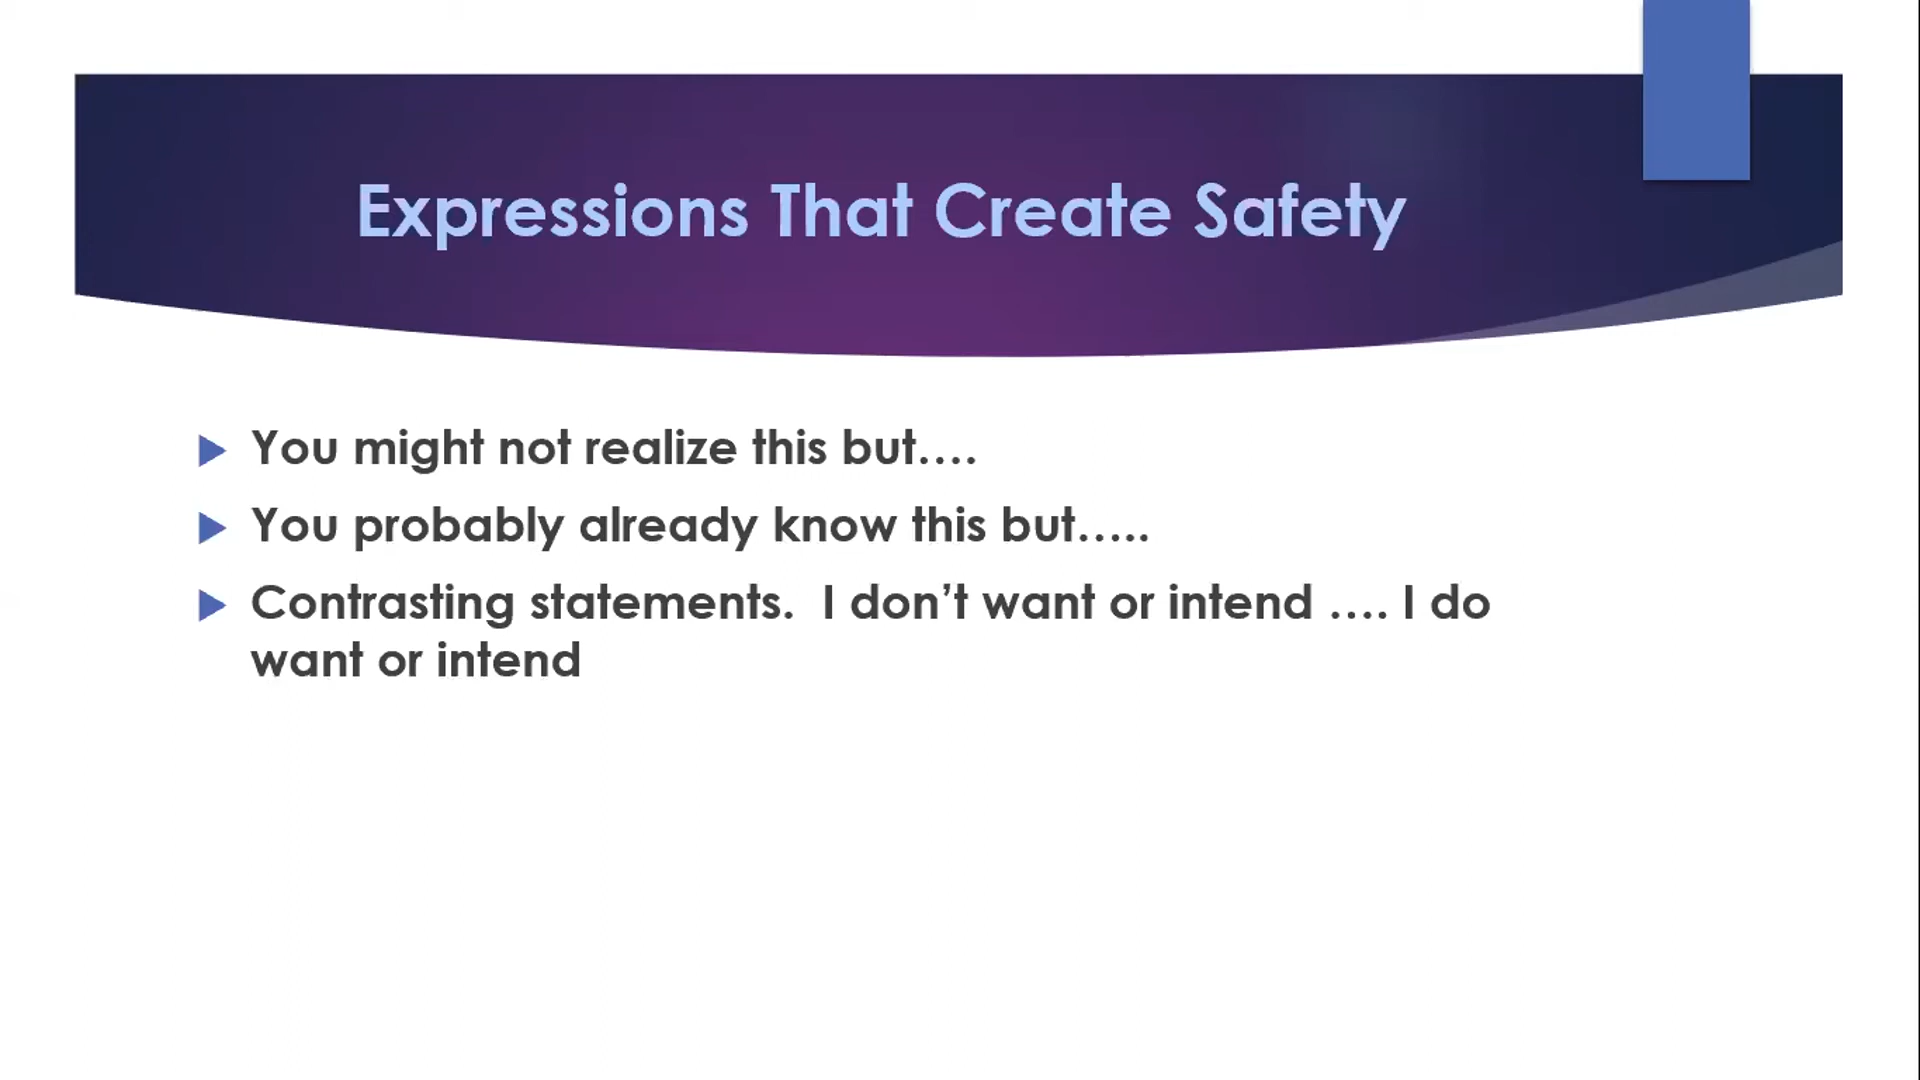 Expressions That Create Safety
You might not realize this but....
You probably already know this but.....
Contrasting statements.  I don’t want or intend .... I do
want or intend